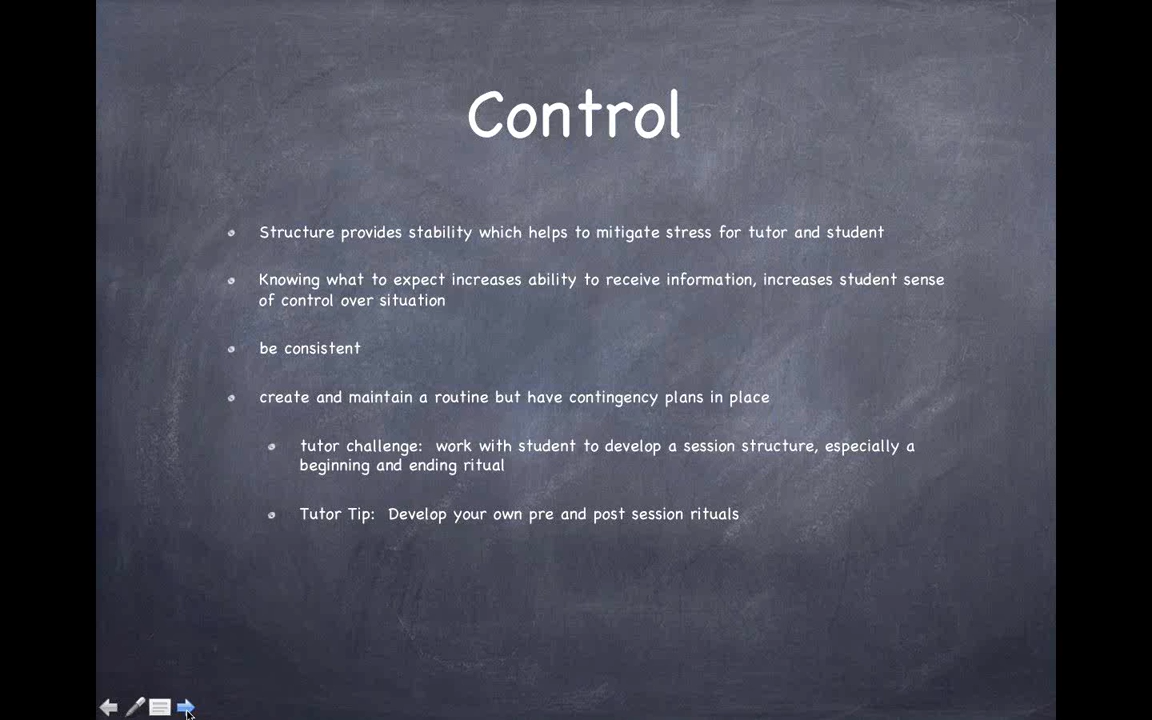 Control
Structure provides stability which helps to mitigate stress for tutor and student
Knowing what to expect increases ability to receive information, increases student sense
of control over situation
be consistent
create and maintain a routine but have contingency plans in place
tutor challenge:  work with student to develop a session structure, especially a
beginning and ending ritual
Tutor Tip:  Develop your own pre and post session rituals